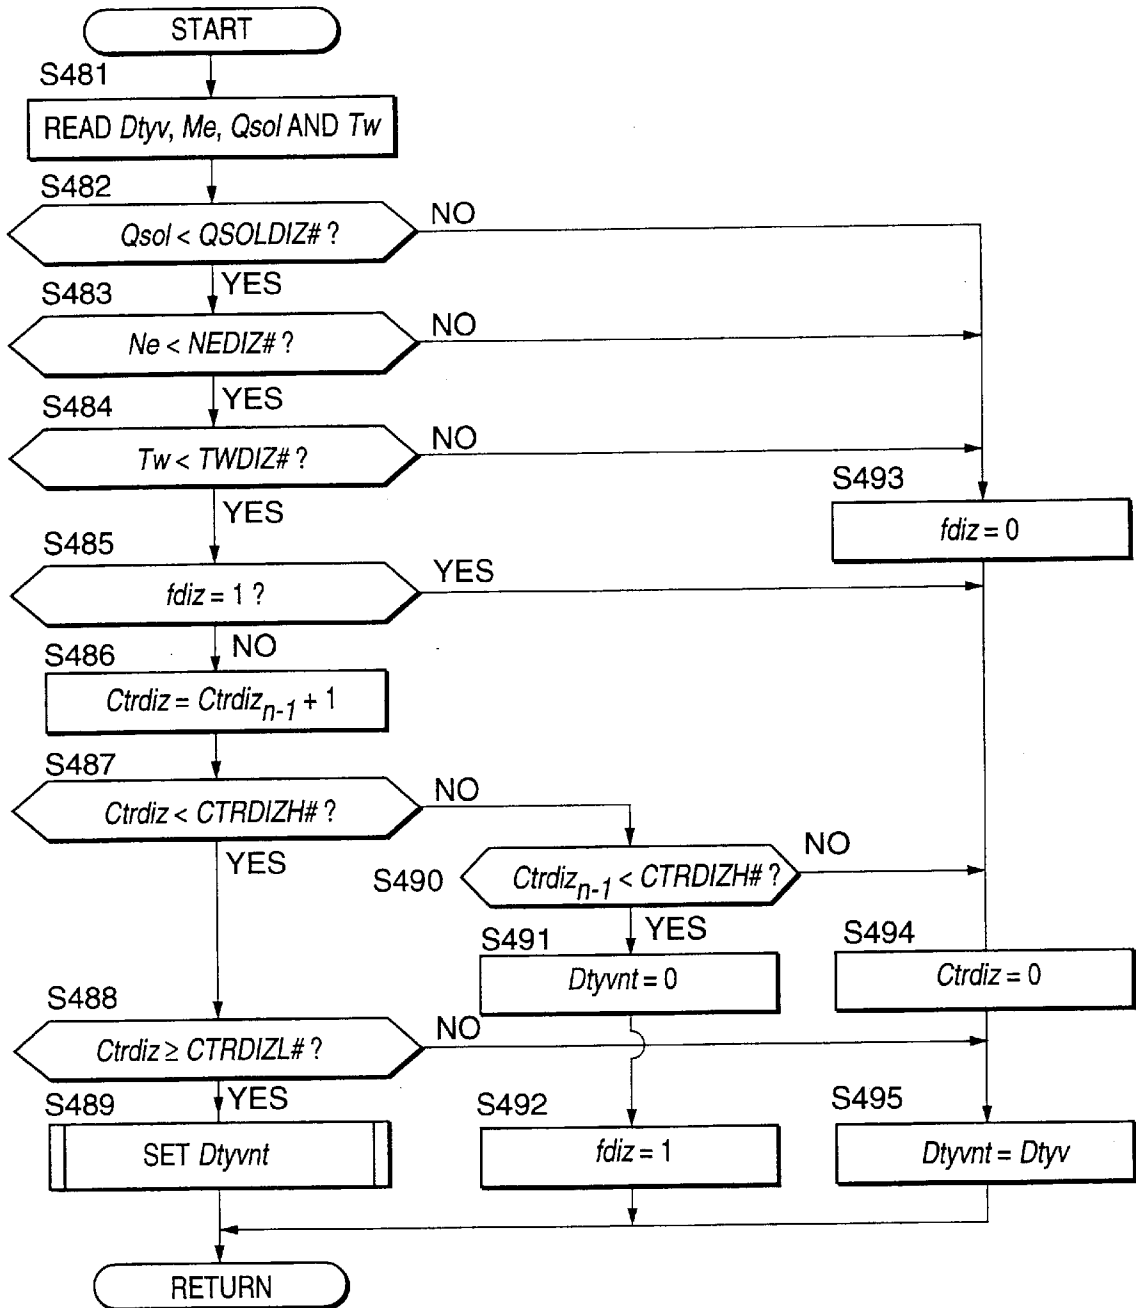 START
S481
READ Dtyv, Me, Qsol AND Tw
S482
Qsol < QSOLDIZ# ?
NO
YES
S483
Ne < NEDIZ# ?
NO
YES
S484
Tw < TWDIZ# ?
NO
YES
S493
fdiz = 0
S485
fdiz = 1 ?
YES
NO
S486
Ctrdiz = Ctrdizn-1 + 1
S487
Ctrdiz < CTRDIZH# ?
NO
YES
S490
Ctrdizn-1 < CTRDIZH# ?
NO
YES
S491
Dtyvnt = 0
S494
Ctrdiz = 0
S488
Ctrdiz ≥ CTRDIZL# ?
NO
YES
S489
SET Dtyvnt
S492
fdiz = 1
S495
Dtyvnt = Dtyv
RETURN